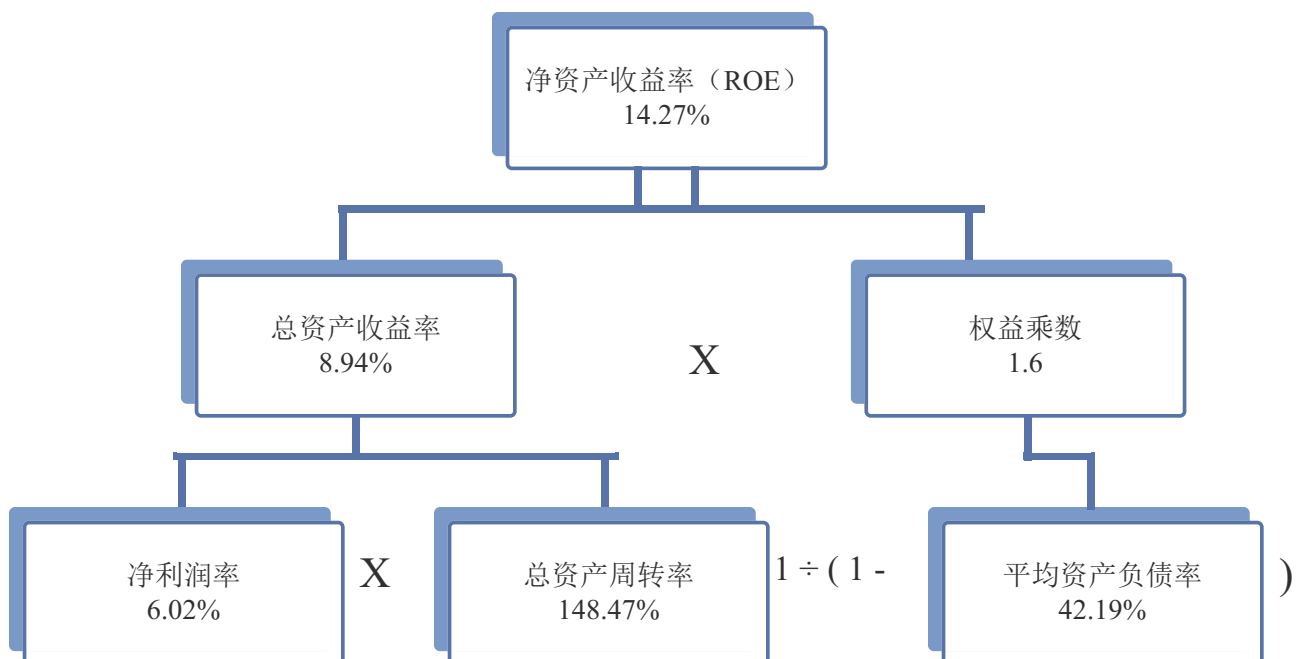 净资产收益率（ROE）
14.27%
总资产收益率
8.94%
X
权益乘数
1.6
净利润率
6.02%
X
总资产周转率
148.47%
1 ÷ ( 1 -
平均资产负债率
42.19%
)